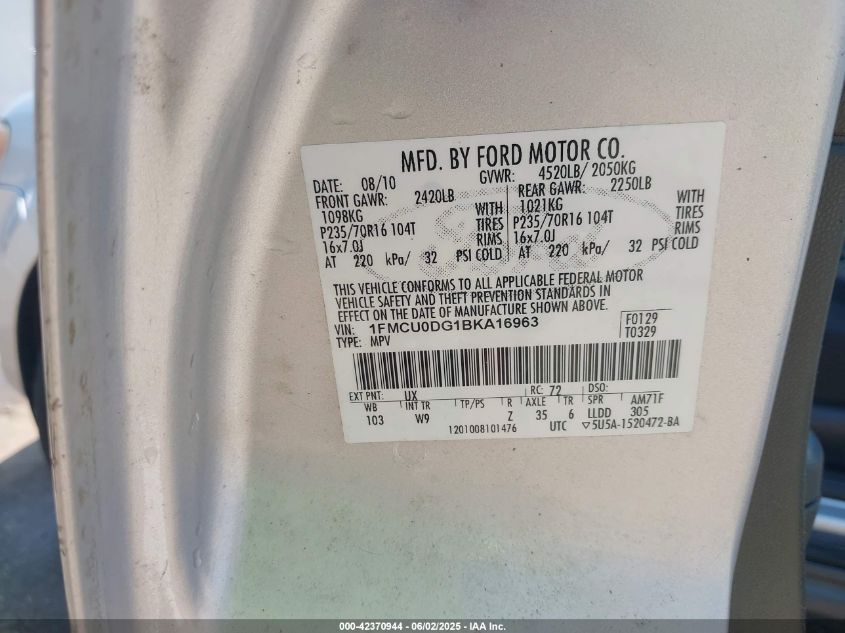 MFD. BY FORD MOTOR CO.
DATE: 08/10 GVWR: 4520LB/ 2050KG
FRONT GAWR: 2420LB REAR GAWR: 2250LB
1098KG WITH 1021KG WITH
P235/70R16 104T TIRES P235/70R16 104T TIRES
16x7.0J RIMS 16x7.0J RIMS
AT 220 kPa/ 32 PSI COLD AT 220 kPa/ 32 PSI COLD
THIS VEHICLE CONFORMS TO ALL APPLICABLE FEDERAL MOTOR
VEHICLE SAFETY AND THEFT PREVENTION STANDARDS IN
EFFECT ON THE DATE OF MANUFACTURE SHOWN ABOVE.
VIN: 1FMCU0DG1BKA16963 F0129
TYPE: MPV T0329
EXT PNT: UX RC: 72 DSO:
WB INT TR TP/PS R AXLE TR SPR AM71F
103 W9 Z 35 6 LLDD 305
1201008101476 UTC ▽5U5A-1520472-BA
000-42370944 | 06/02/2025 - IAA Inc.